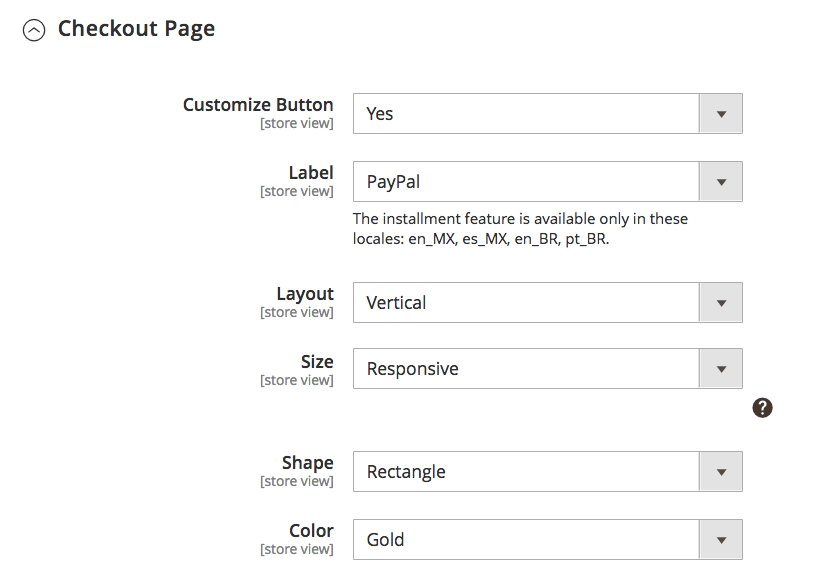 Checkout Page
Customize Button
[store view]
Yes
Label
[store view]
PayPal
The installment feature is available only in these
locales: en_MX, es_MX, en_BR, pt_BR.
Layout
[store view]
Vertical
Size
[store view]
Responsive
?
Shape
[store view]
Rectangle
Color
[store view]
Gold